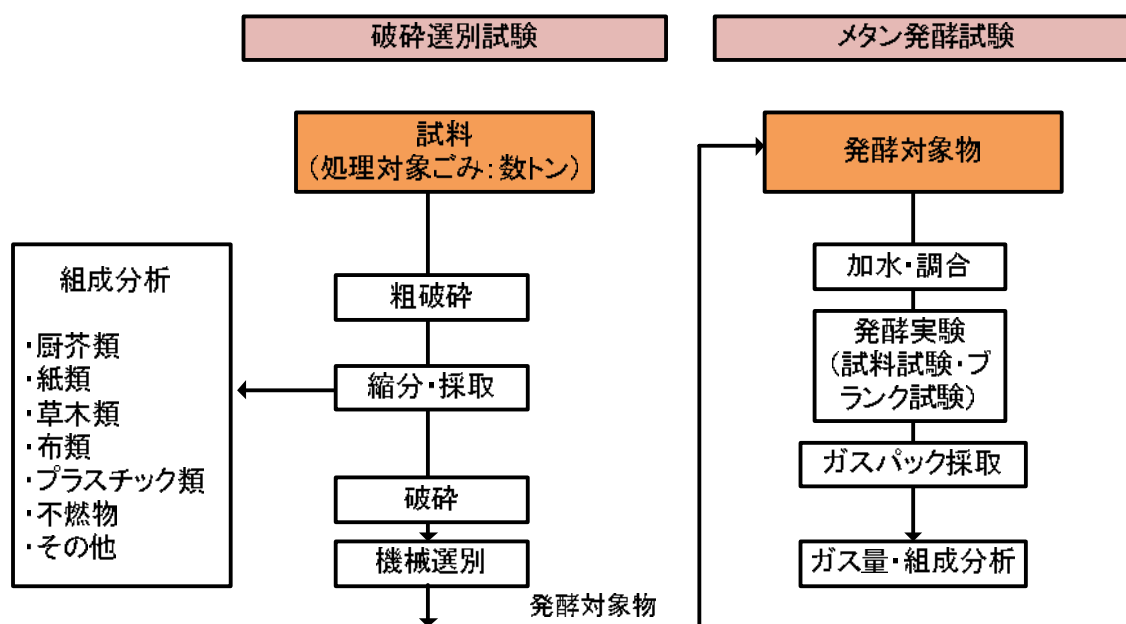 破砕選別試験
メタン発酵試験
試料
（処理対象ごみ：数トン）
発酵対象物
組成分析
・厨芥類
・紙類
・草木類
・布類
・プラスチック類
・不燃物
・その他
粗破砕
縮分・採取
破砕
機械選別
発酵対象物
加水・調合
発酵実験
（試料試験・ブ
ランク試験）
ガスパック採取
ガス量・組成分析